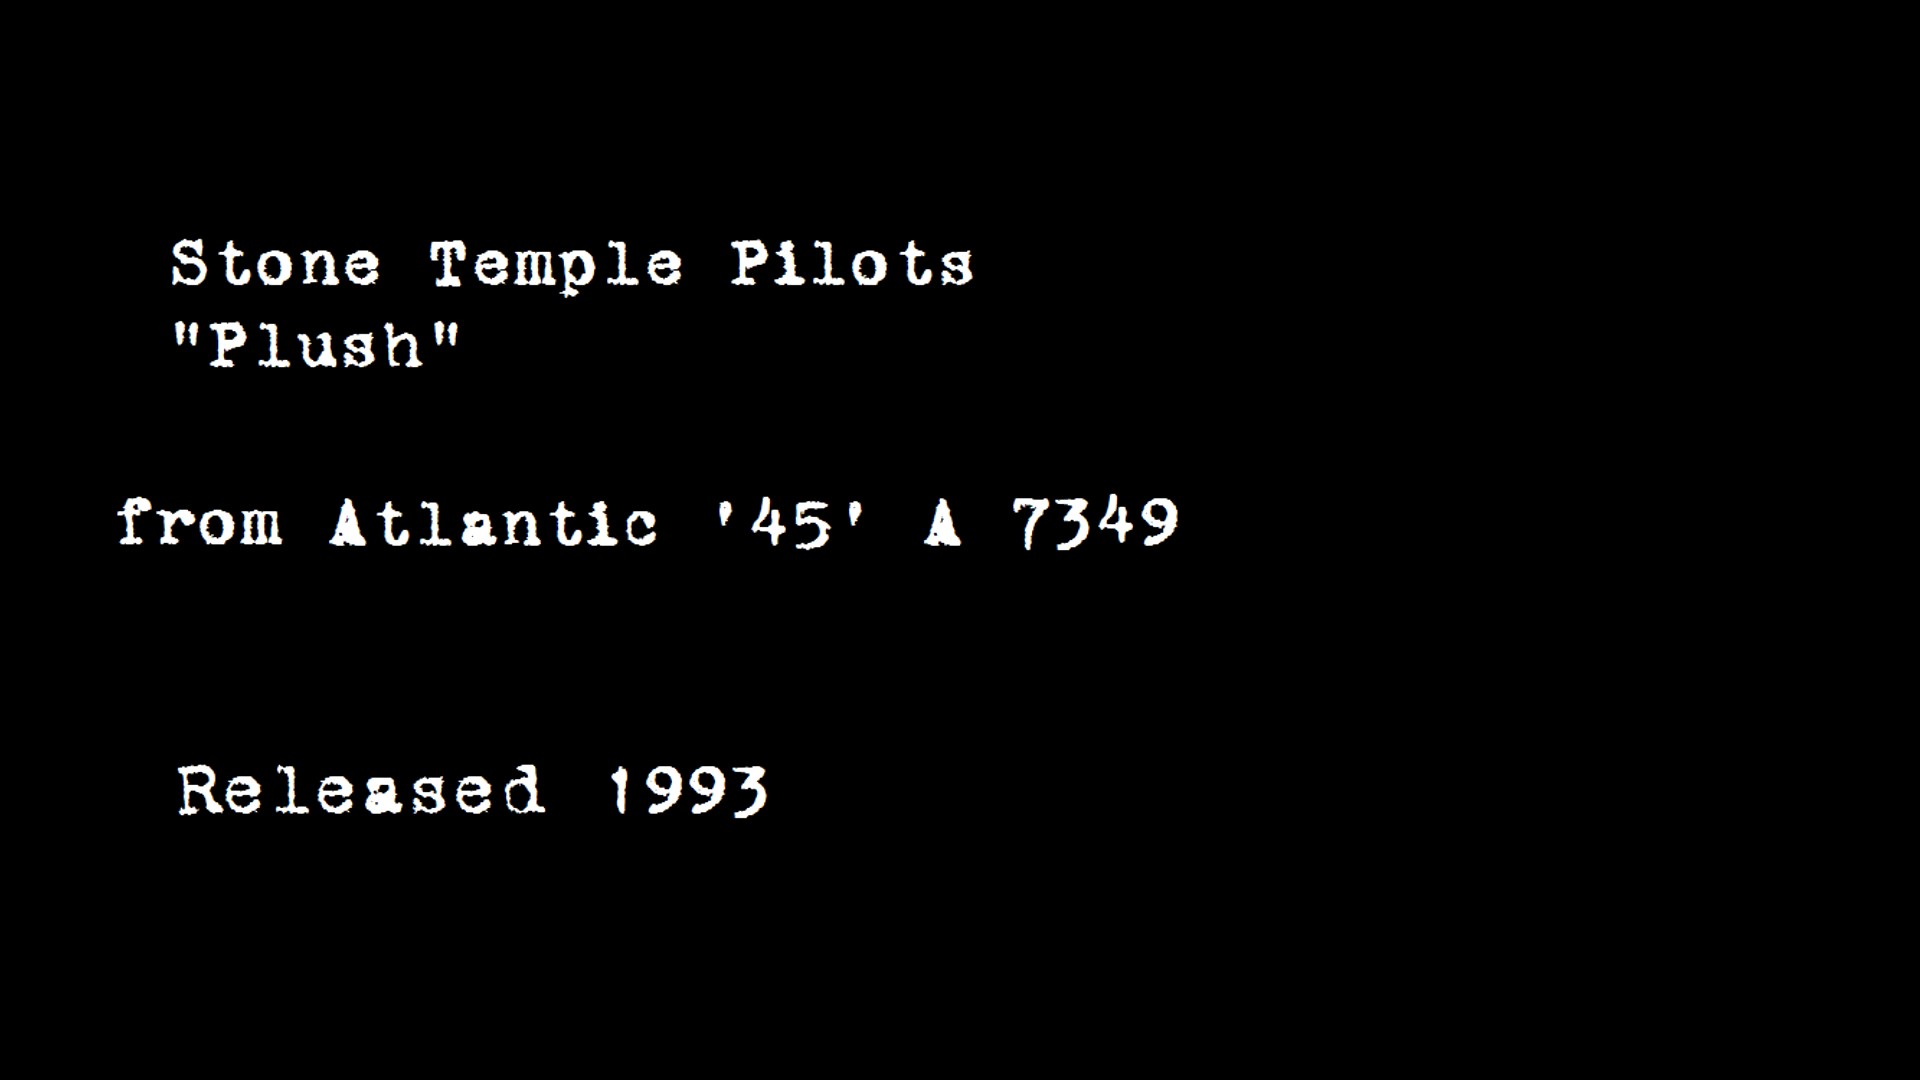 Stone Temple Pilots
"Plush"
from Atlantic '45' A 7349
Released 1993